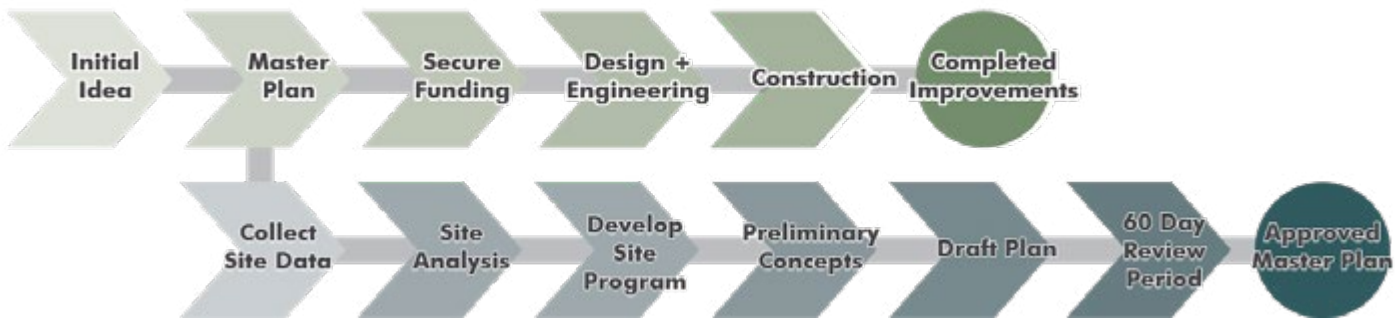 Initial
Idea
Master
Plan
Secure
Funding
Design +
Engineering
Construction
Completed
Improvements
Collect
Site Data
Site
Analysis
Develop
Site
Program
Preliminary
Concepts
Draft Plan
60 Day
Review
Period
Approved
Master Plan